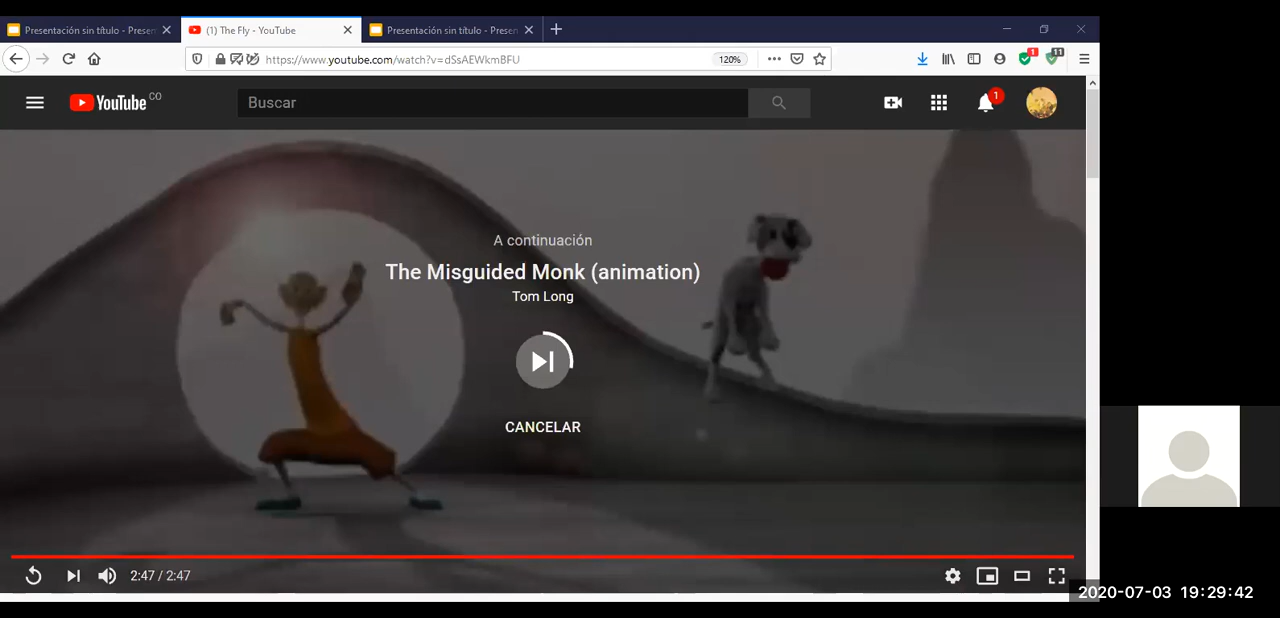 Presentación sin título - Presen
(1) The Fly - YouTube
Presentación sin título - Presen
https://www.youtube.com/watch?v=dSsAEWkmBFU
120%
1
11
YouTube CO
Buscar
1
A continuación
The Misguided Monk (animation)
Tom Long
CANCELAR
2:47 / 2:47
2020-07-03 19:29:42